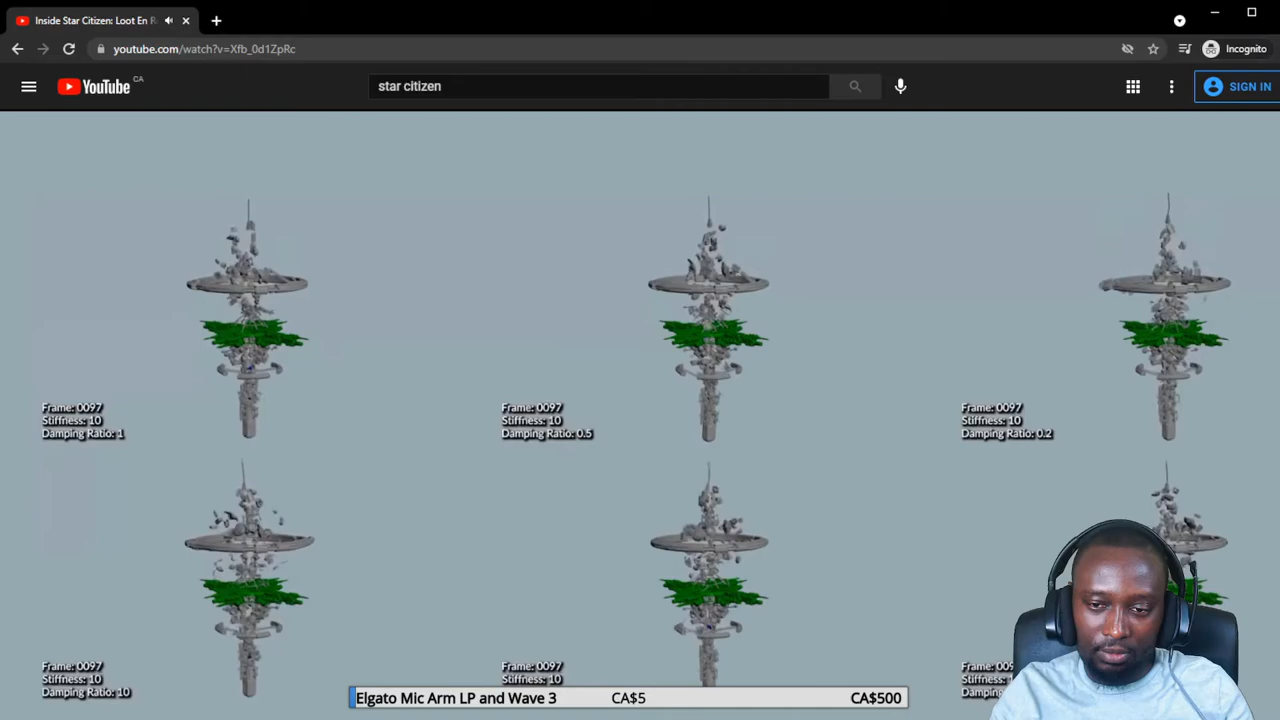 Inside Star Citizen: Loot En R
youtube.com/watch?v=Xfb_0d1ZpRc
Incognito
YouTube CA
star citizen
SIGN IN
Frame: 0097
Stiffness: 10
Damping Ratio: 1
Frame: 0097
Stiffness: 10
Damping Ratio: 0.5
Frame: 0097
Stiffness: 10
Damping Ratio: 0.2
Frame: 0097
Stiffness: 10
Damping Ratio: 10
Frame: 0097
Stiffness: 10
Elgato Mic Arm LP and Wave 3 CA$5 CA$500